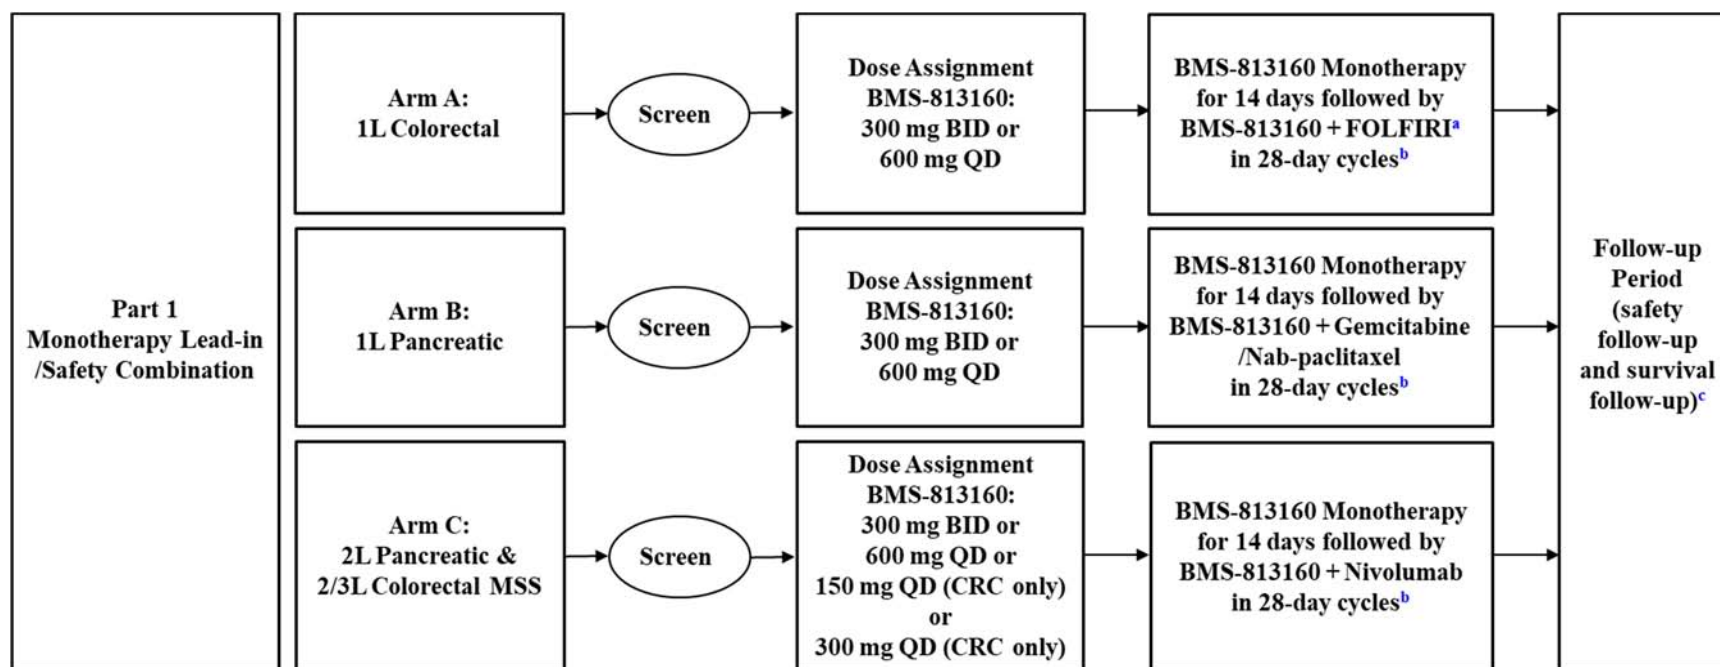 Part 1
Monotherapy Lead-in
/Safety Combination
Arm A:
1L Colorectal
Screen
Dose Assignment
BMS-813160:
300 mg BID or
600 mg QD
BMS-813160 Monotherapy
for 14 days followed by
BMS-813160 + FOLFIRIa
in 28-day cyclesb
Arm B:
1L Pancreatic
Screen
Dose Assignment
BMS-813160:
300 mg BID or
600 mg QD
BMS-813160 Monotherapy
for 14 days followed by
BMS-813160 + Gemcitabine
/Nab-paclitaxel
in 28-day cyclesb
Arm C:
2L Pancreatic &
2/3L Colorectal MSS
Screen
Dose Assignment
BMS-813160:
300 mg BID or
600 mg QD or
150 mg QD (CRC only)
or
300 mg QD (CRC only)
BMS-813160 Monotherapy
for 14 days followed by
BMS-813160 + Nivolumab
in 28-day cyclesb
Follow-up
Period
(safety
follow-up
and survival
follow-up)c